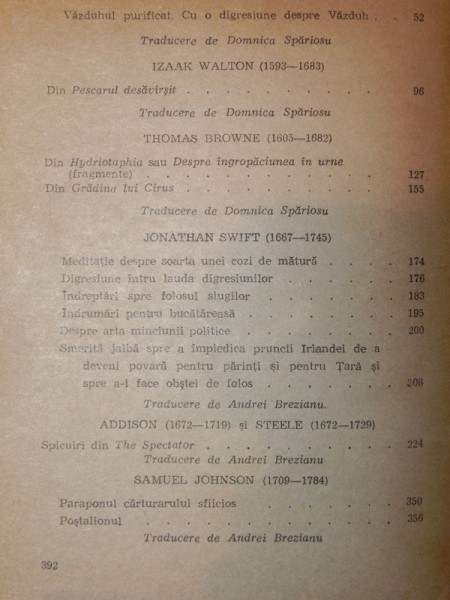 Văzduhul purificat. Cu o digresiune despre Văzduh . . 52
Traducere de Domnica Spăriosu
IZAAK WALTON (1593—1683)
Din Pescarul desăvîrşit . . . . . . . . . . 96
Traducere de Domnica Spăriosu
THOMAS BROWNE (1605—1682)
Din Hydriotaphia sau Despre îngropăciunea în urne
(fragmente) . . . . . . . . . . . . 127
Din Grădina lui Cirus . . . . . . . . . . 155
Traducere de Domnica Spăriosu
JONATHAN SWIFT (1667—1745)
Meditaţie despre soarta unei cozi de mătură . . . . 174
Digresiune întru lauda digresiunilor . . . . . 176
Îndreptări spre folosul slugilor . . . . . . 183
Îndrumări pentru bucătăreasă . . . . . . 195
Despre arta minciunii politice . . . . . . . 200
Smerită jalbă spre a împiedica pruncii Irlandei de a
deveni povară pentru părinţi şi pentru Ţară şi
spre a-i face obştei de folos . . . . . . . 208
Traducere de Andrei Brezianu.
ADDISON (1672—1719) şi STEELE (1672—1729)
Spicuiri din The Spectator . . . . . . . . . 224
Traducere de Andrei Brezianu
SAMUEL JOHNSON (1709—1784)
Paraponul cărturarului sfiicios . . . . . . . 350
Poştalionul . . . . . . . . . . . . 356
Traducere de Andrei Brezianu
392